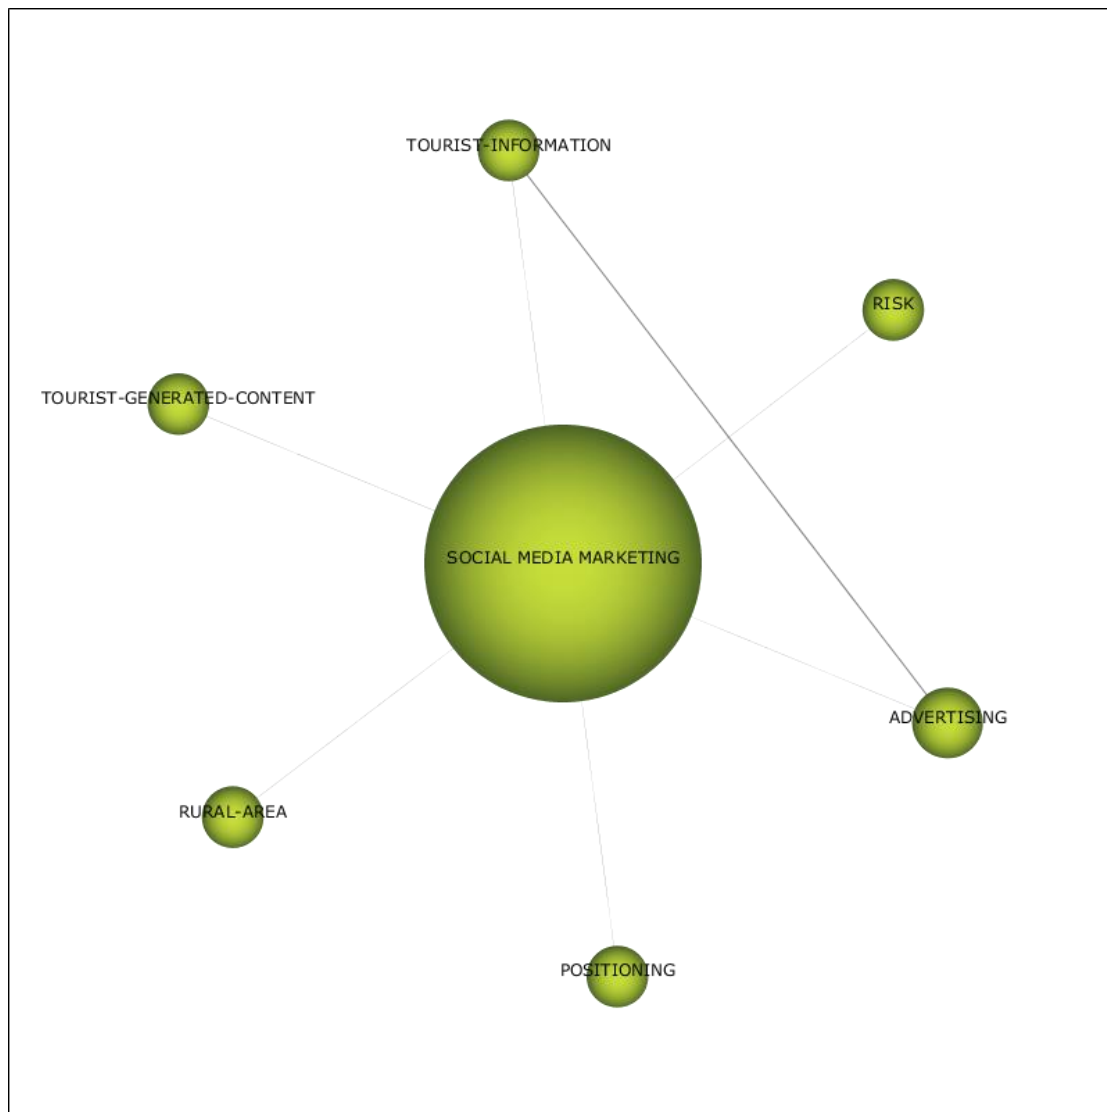 TOURIST-INFORMATION
RISK
TOURIST-GENERATED-CONTENT
SOCIAL MEDIA MARKETING
ADVERTISING
RURAL-AREA
POSITIONING